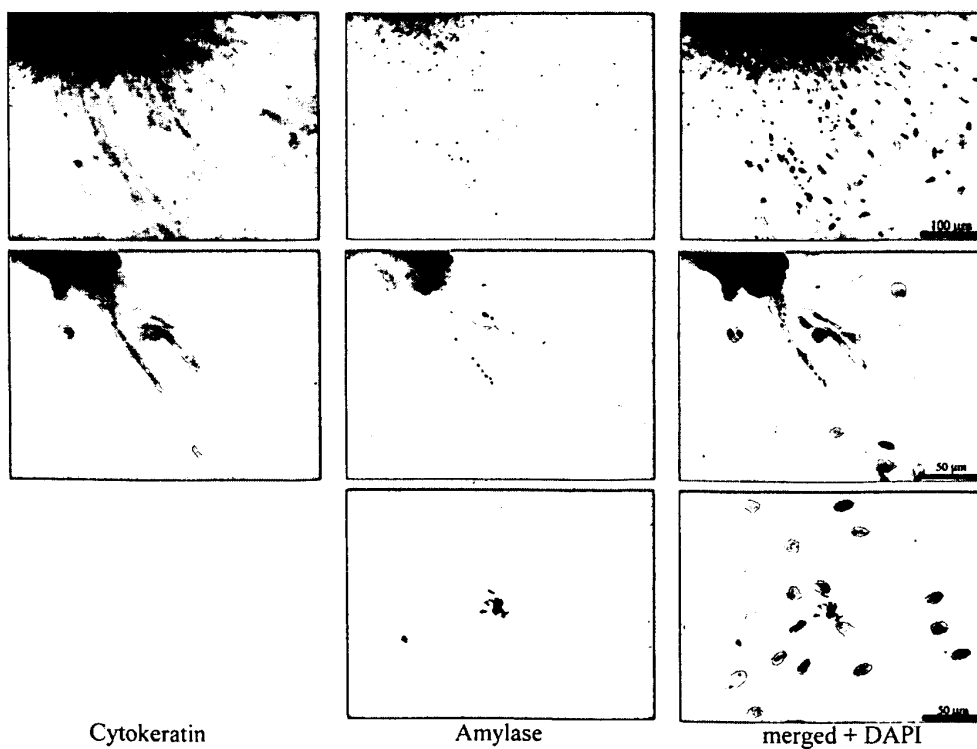 100 µm
50 µm
50 µm
Cytokeratin
Amylase
merged + DAPI